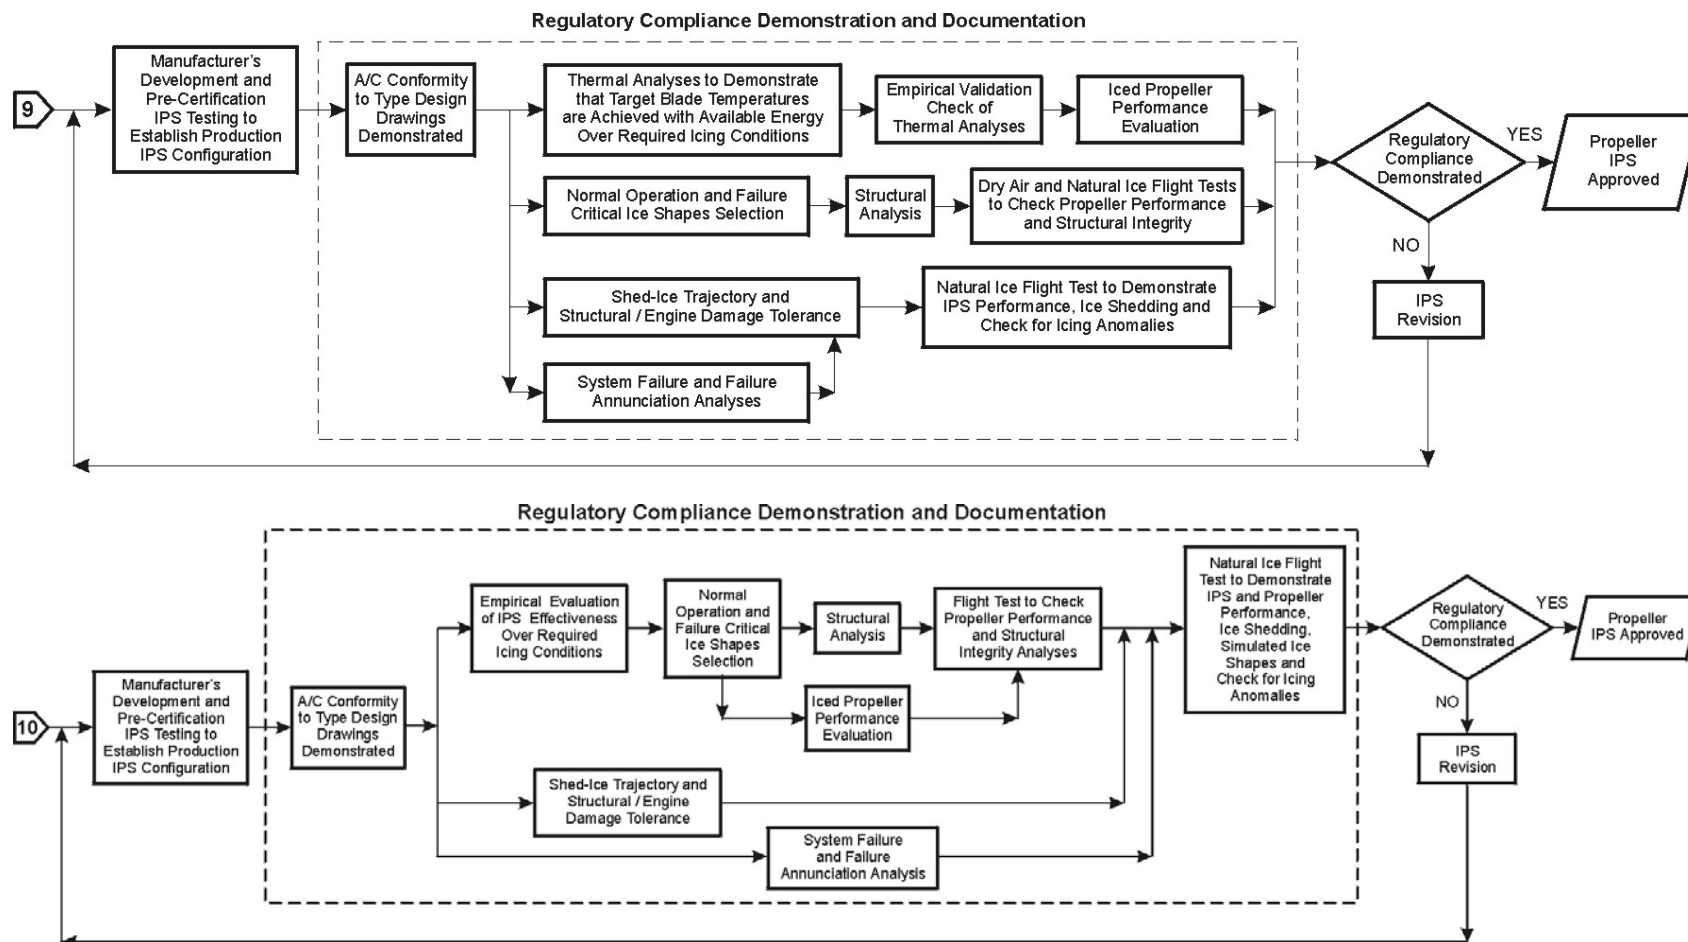 Regulatory Compliance Demonstration and Documentation
9
Manufacturer's
Development and
Pre-Certification
IPS Testing to
Establish Production
IPS Configuration
A/C Conformity
to Type Design
Drawings
Demonstrated
Thermal Analyses to Demonstrate
that Target Blade Temperatures
are Achieved with Available Energy
Over Required Icing Conditions
Empirical Validation
Check of
Thermal Analyses
Iced Propeller
Performance
Evaluation
Normal Operation and Failure
Critical Ice Shapes Selection
Structural
Analysis
Dry Air and Natural Ice Flight Tests
to Check Propeller Performance
and Structural Integrity
Shed-Ice Trajectory and
Structural / Engine Damage Tolerance
Natural Ice Flight Test to Demonstrate
IPS Performance, Ice Shedding and
Check for Icing Anomalies
System Failure and Failure
Annunciation Analyses
Regulatory
Compliance
Demonstrated
YES
Propeller
IPS
Approved
NO
IPS
Revision
Regulatory Compliance Demonstration and Documentation
10
Manufacturer's
Development and
Pre-Certification
IPS Testing to
Establish Production
IPS Configuration
A/C Conformity
to Type Design
Drawings
Demonstrated
Empirical Evaluation
of IPS Effectiveness
Over Required
Icing Conditions
Normal
Operation and
Failure Critical
Ice Shapes
Selection
Structural
Analysis
Flight Test to Check
Propeller Performance
and Structural
Integrity Analyses
Iced Propeller
Performance
Evaluation
Shed-Ice Trajectory and
Structural / Engine
Damage Tolerance
System Failure
and Failure
Annunciation Analysis
Natural Ice Flight
Test to Demonstrate
IPS and Propeller
Performance,
Ice Shedding,
Simulated Ice
Shapes and
Check for Icing
Anomalies
Regulatory
Compliance
Demonstrated
YES
Propeller
IPS Approved
NO
IPS
Revision